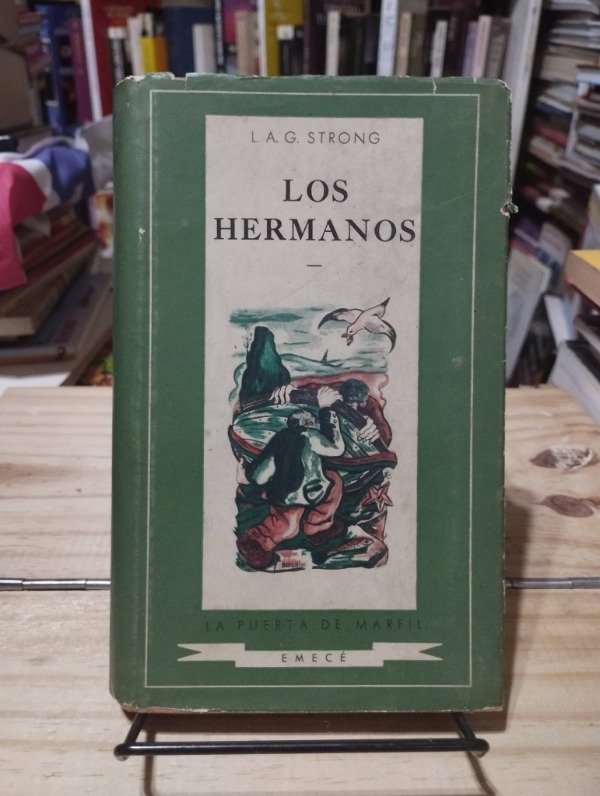 L. A. G. STRONG
LOS
HERMANOS
LA PUERTA DE MARFIL
EMECÉ